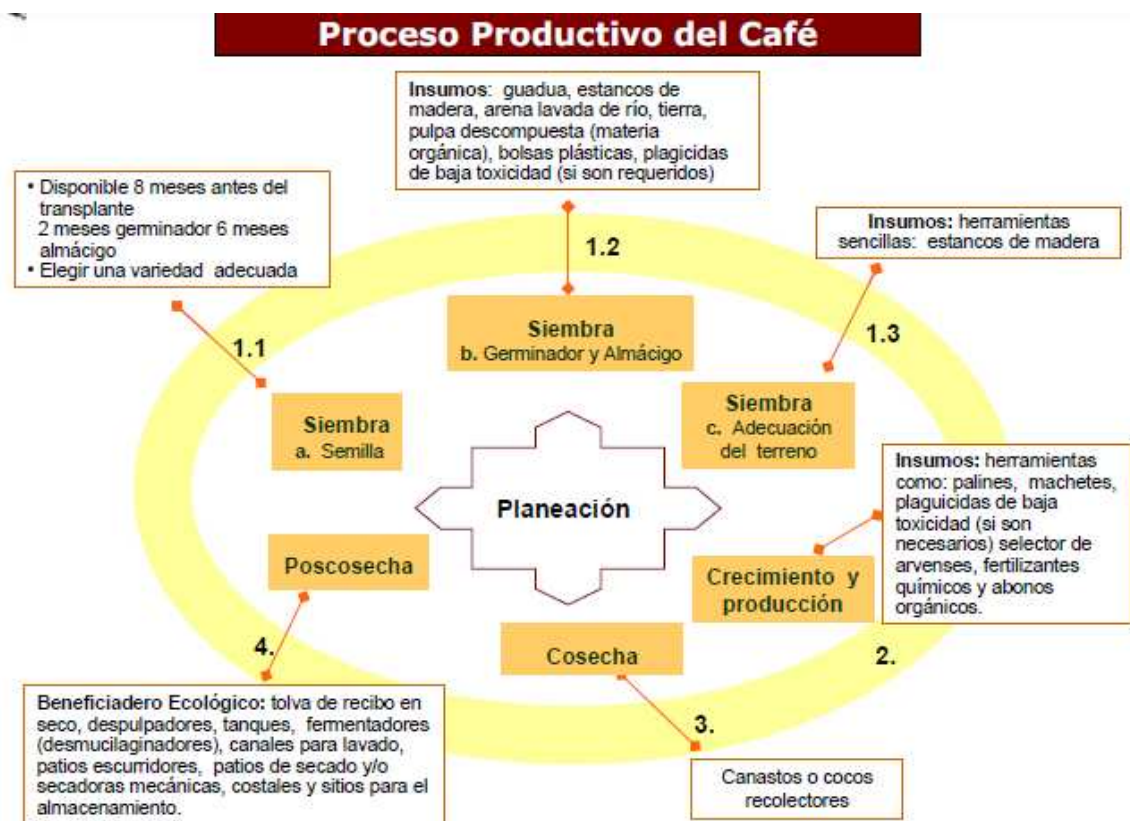 Proceso Productivo del Café
Insumos: guadua, estancos de
madera, arena lavada de río, tierra,
pulpa descompuesta (materia
orgánica), bolsas plásticas, plagicidas
de baja toxicidad (si son requeridos)
• Disponible 8 meses antes del
transplante
2 meses germinador 6 meses
almácigo
• Elegir una variedad adecuada
Insumos: herramientas
sencillas: estancos de madera
1.1
1.2
1.3
Siembra
a. Semilla
Siembra
b. Germinador y Almácigo
Siembra
c. Adecuación
del terreno
Planeación
Insumos: herramientas
como: palines, machetes,
plaguicidas de baja
toxicidad (si son
necesarios) selector de
arvenses, fertilizantes
químicos y abonos
orgánicos.
Crecimiento y
producción
2.
Cosecha
3.
Canastos o cocos
recolectores
Poscosecha
4.
Beneficiadero Ecológico: tolva de recibo en
seco, despulpadores, tanques, fermentadores
(desmucilaginadores), canales para lavado,
patios escurridores, patios de secado y/o
secadoras mecánicas, costales y sitios para el
almacenamiento.